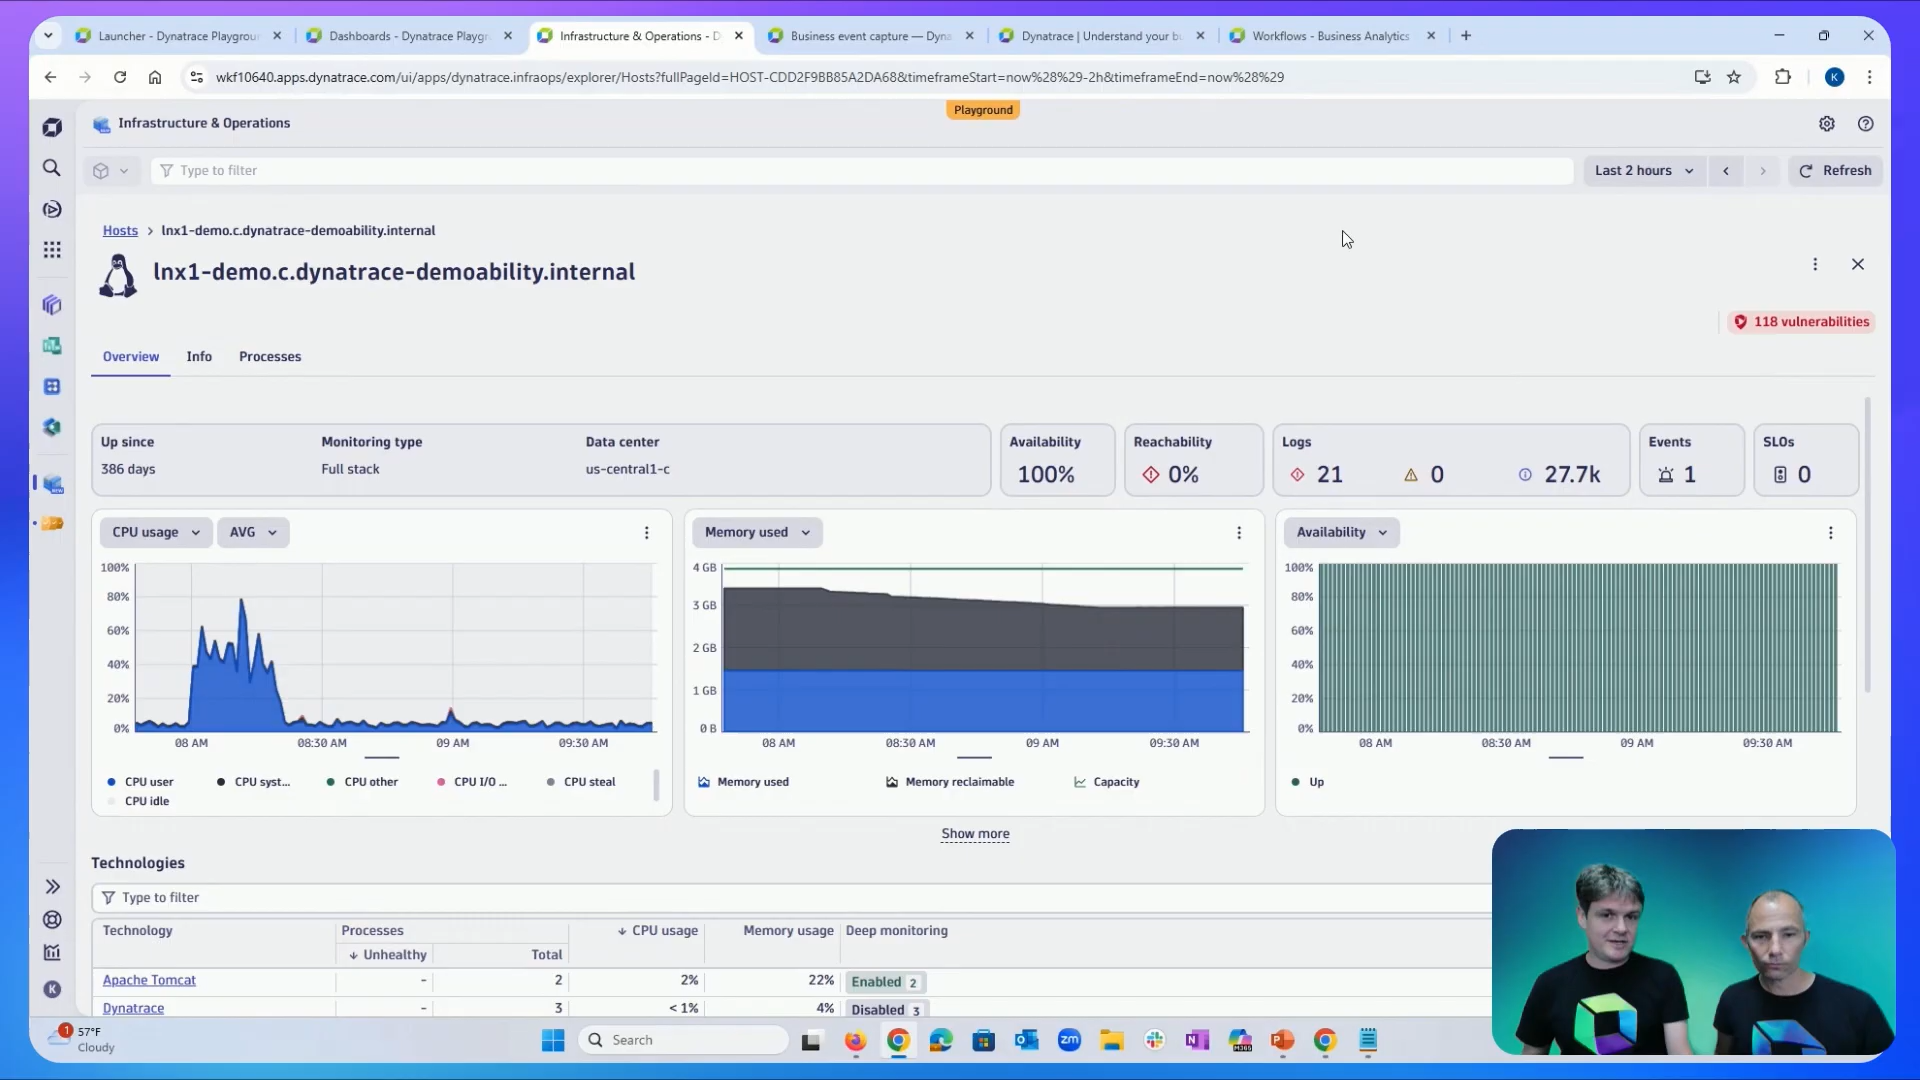 Launcher - Dynatrace Playgroun
Dashboards - Dynatrace Playgr
Infrastructure & Operations - D
Business event capture — Dyna
Dynatrace | Understand your bu
Workflows - Business Analytics
wkf10640.apps.dynatrace.com/ui/apps/dynatrace.infraops/explorer/Hosts?fullPageId=HOST-CDD2F9BB85A2DA68&timeframeStart=now%28%29-2h&timeframeEnd=now%28%29
K
Playground
Infrastructure & Operations
Type to filter
Last 2 hours
Refresh
Hosts > lnx1-demo.c.dynatrace-demoability.internal
lnx1-demo.c.dynatrace-demoability.internal
118 vulnerabilities
Overview Info Processes
Up since Monitoring type Data center Availability Reachability Logs Events SLOs
386 days Full stack us-central1-c 100% 0% 21 0 27.7k 1 0
CPU usage AVG
100%
80%
60%
40%
20%
0%
08 AM 08:30 AM 09 AM 09:30 AM
CPU user CPU syst... CPU other CPU I/O ... CPU steal
CPU idle
Memory used
4 GB
3 GB
2 GB
1 GB
0 B
08 AM 08:30 AM 09 AM 09:30 AM
Memory used Memory reclaimable Capacity
Availability
100%
80%
60%
40%
20%
0%
08 AM 08:30 AM 09 AM 09:30 AM
Up
Show more
Technologies
Type to filter
Technology Processes CPU usage Memory usage Deep monitoring
Unhealthy Total
Apache Tomcat - 2 2% 22% Enabled 2
Dynatrace - 3 < 1% 4% Disabled 3
NEW
K
1
57°F
Cloudy
Search
zm
M365